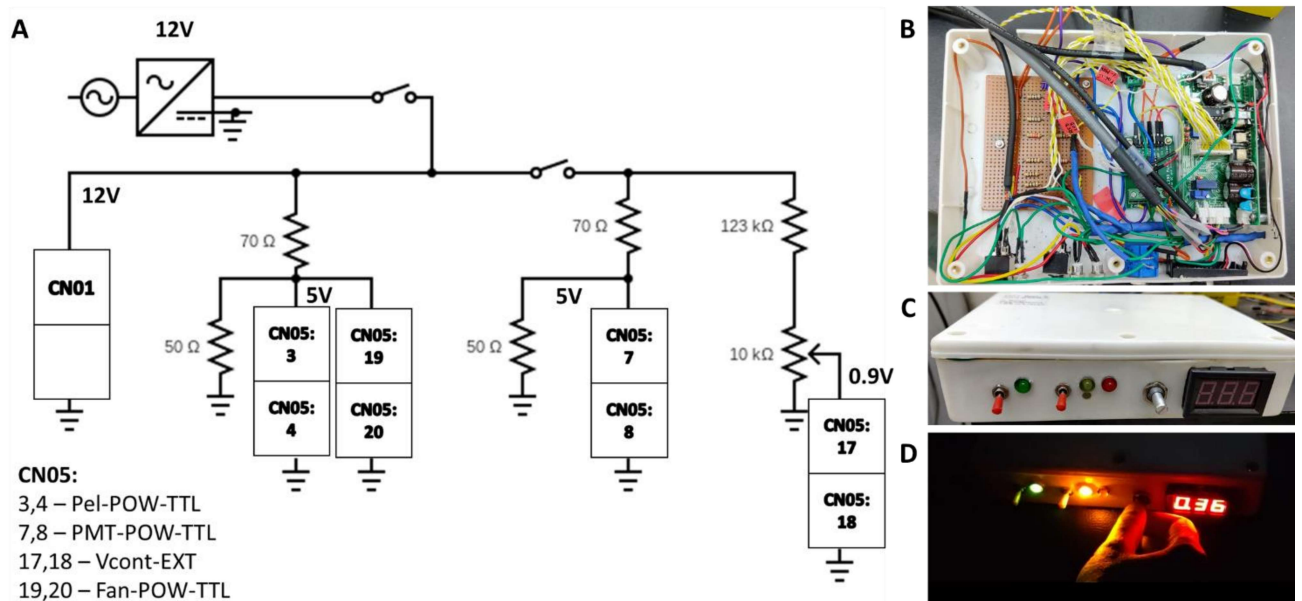 A
12V
12V
CN01
70 Ω
50 Ω
5V
CN05:
3
CN05:
4
CN05:
19
CN05:
20
70 Ω
50 Ω
5V
CN05:
7
CN05:
8
123 kΩ
10 kΩ
0.9V
CN05:
17
CN05:
18
CN05:
3,4 – Pel-POW-TTL
7,8 – PMT-POW-TTL
17,18 – Vcont-EXT
19,20 – Fan-POW-TTL
B
C
D
0.36